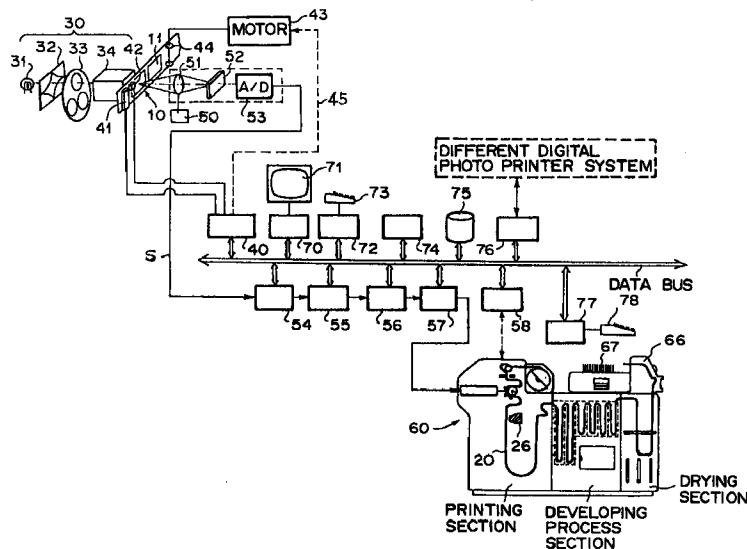 30
43
MOTOR
34
33
32
31
42
11
44
51
52
A/D
53
50
10
41
45
DIFFERENT DIGITAL
PHOTO PRINTER SYSTEM
71
73
75
S
40
70
72
74
76
DATA BUS
54
55
56
57
58
77
78
67
66
60
26
20
DRYING
SECTION
PRINTING
SECTION
DEVELOPING
PROCESS
SECTION